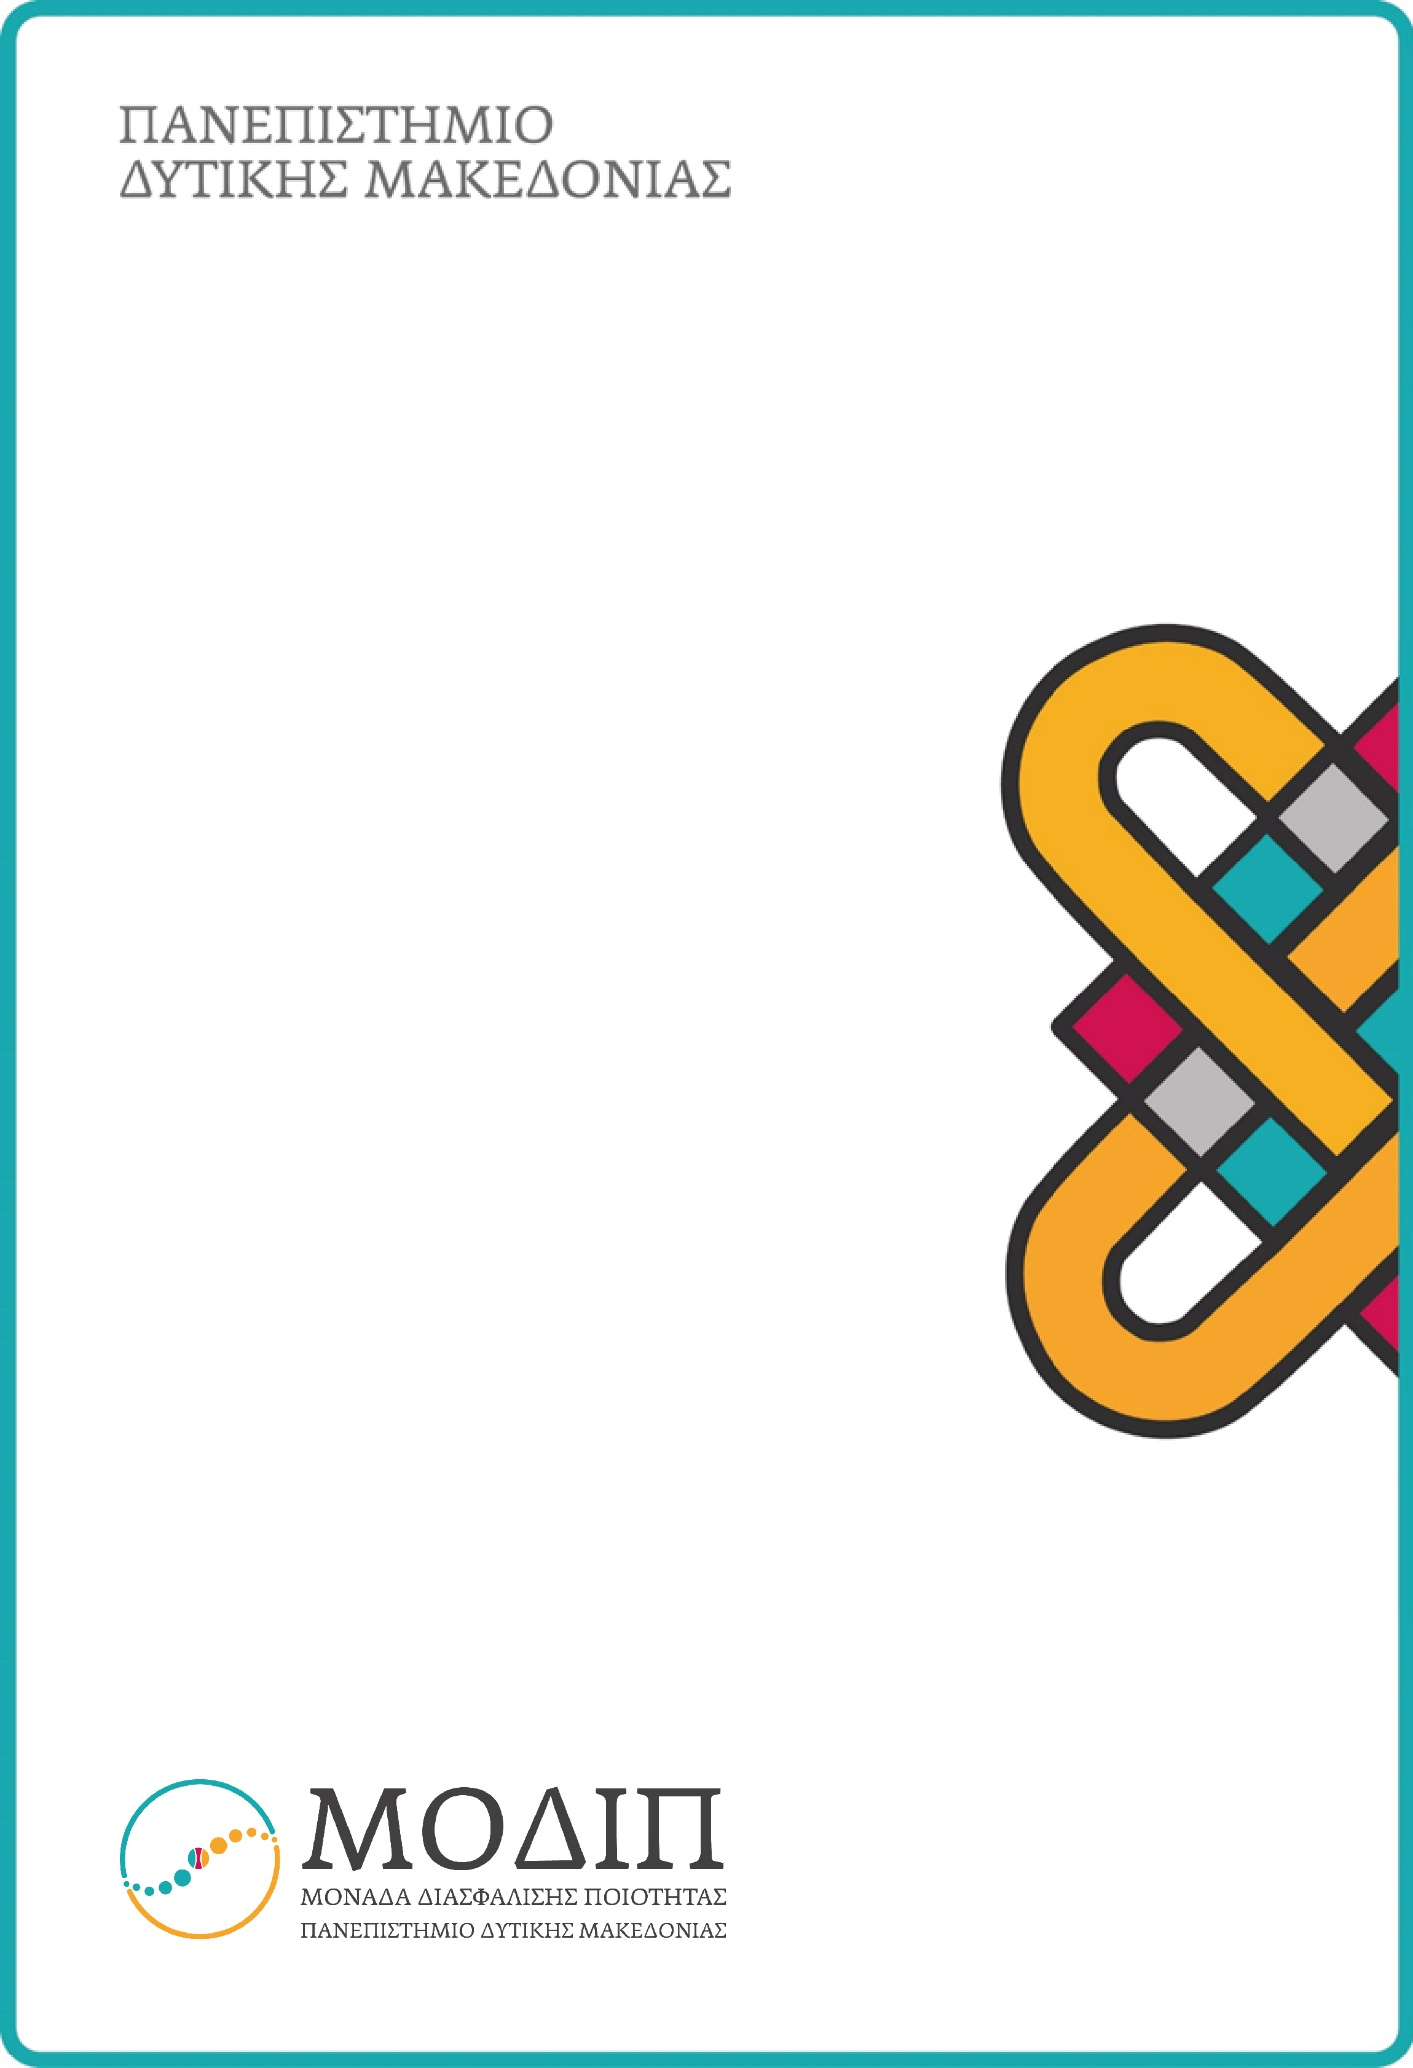 ΠΑΝΕΠΙΣΤΗΜΙΟ
ΔΥΤΙΚΗΣ ΜΑΚΕΔΟΝΙΑΣ
ΜΟΔΙΠ
ΜΟΝΑΔΑ ΔΙΑΣΦΑΛΙΣΗΣ ΠΟΙΟΤΗΤΑΣ
ΠΑΝΕΠΙΣΤΗΜΙΟ ΔΥΤΙΚΗΣ ΜΑΚΕΔΟΝΙΑΣ